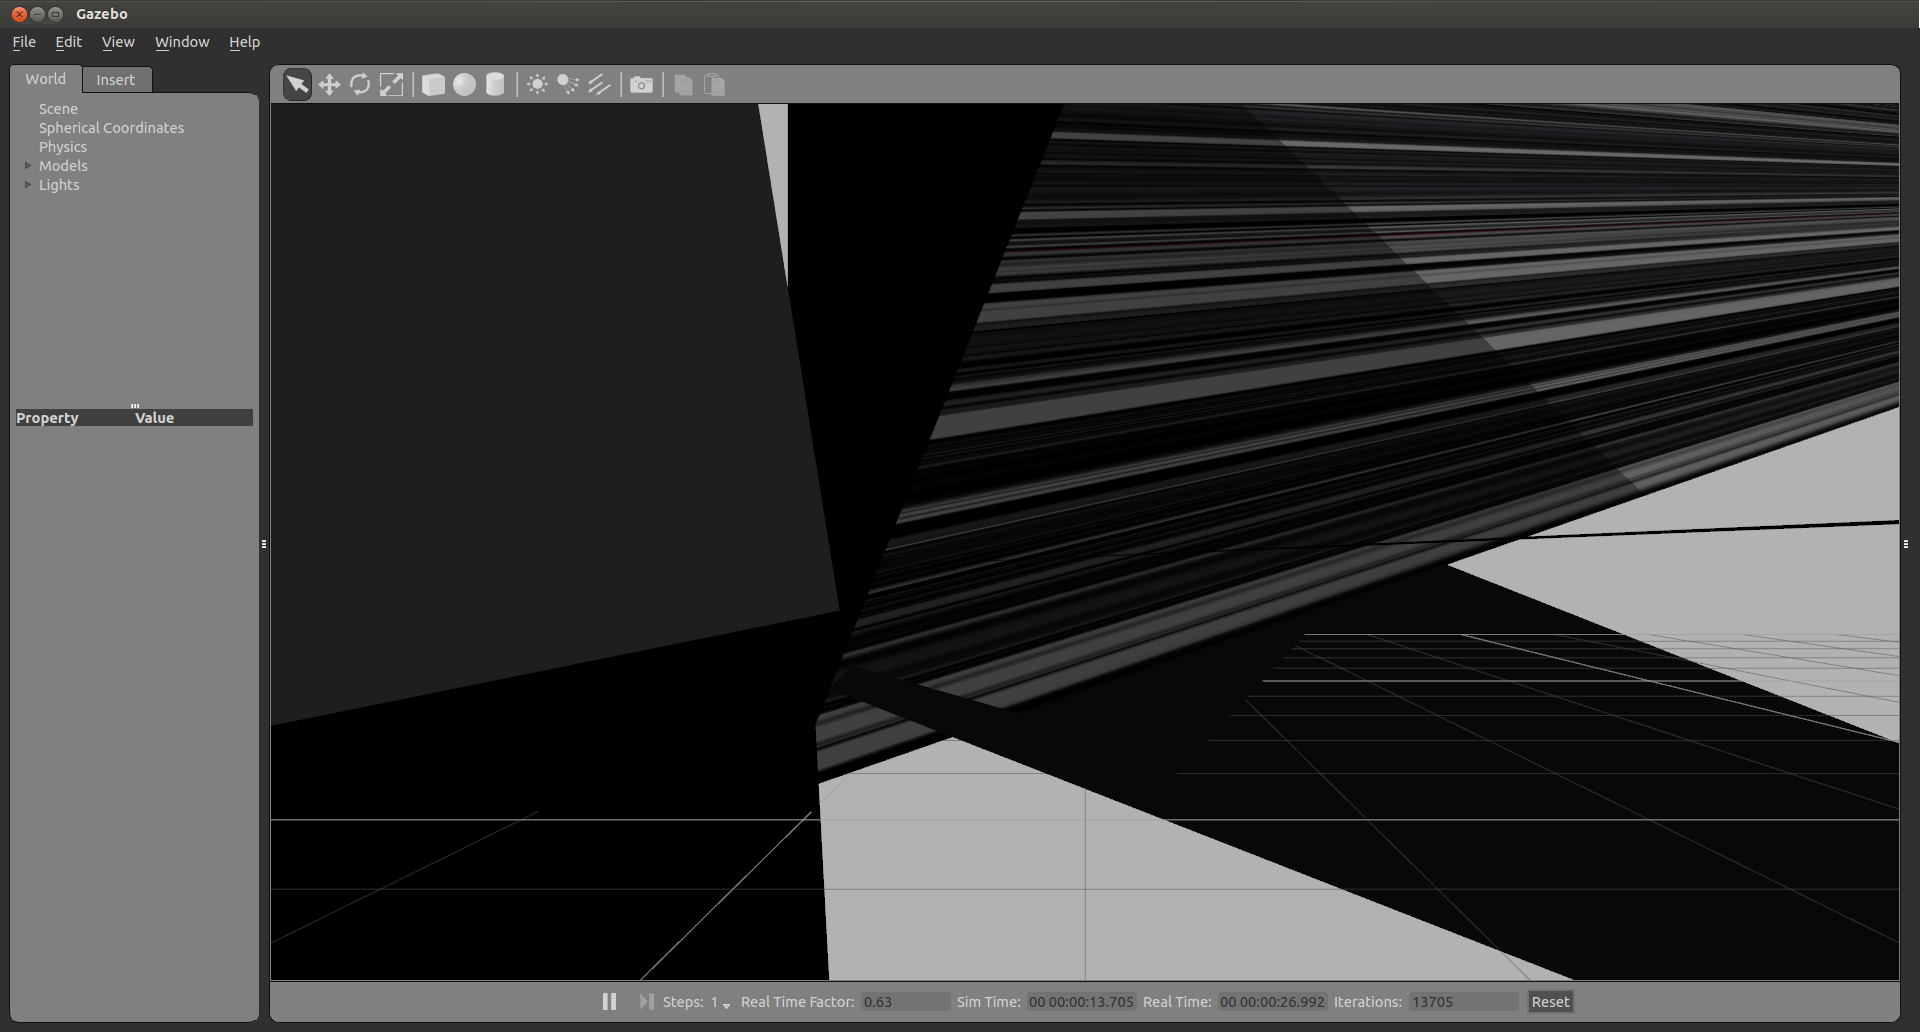 Gazebo
File Edit View Window Help
World Insert
Scene
Spherical Coordinates
Physics
Models
Lights
Property Value
Steps: 1 Real Time Factor: 0.63 Sim Time: 00 00:00:13.705 Real Time: 00 00:00:26.992 Iterations: 13705 Reset